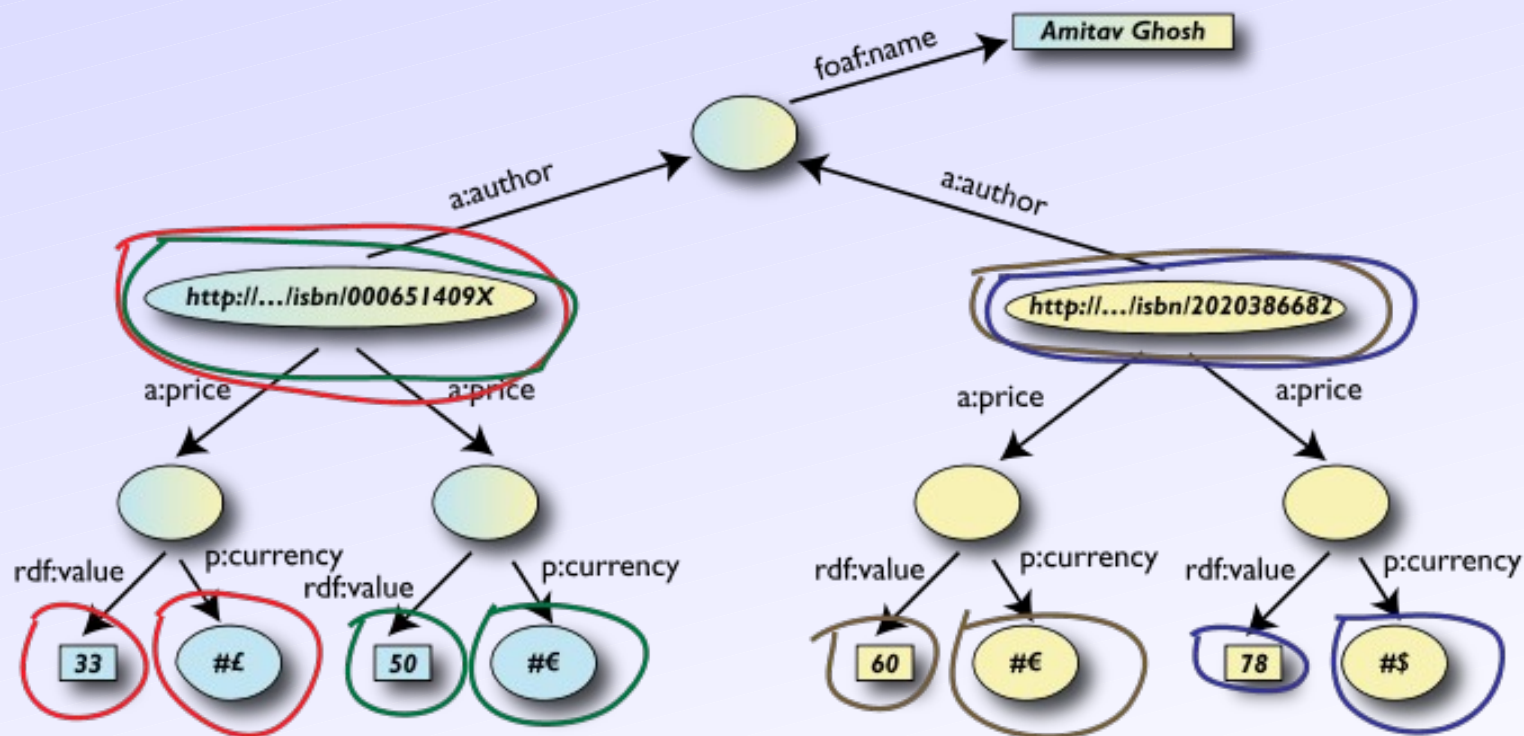 Amitav Ghosh
foaf:name
a:author
a:author
http://.../isbn/000651409X
http://.../isbn/2020386682
a:price
a:price
a:price
a:price
rdf:value
p:currency
rdf:value
p:currency
rdf:value
p:currency
rdf:value
p:currency
33
#£
50
#€
60
#€
78
#$